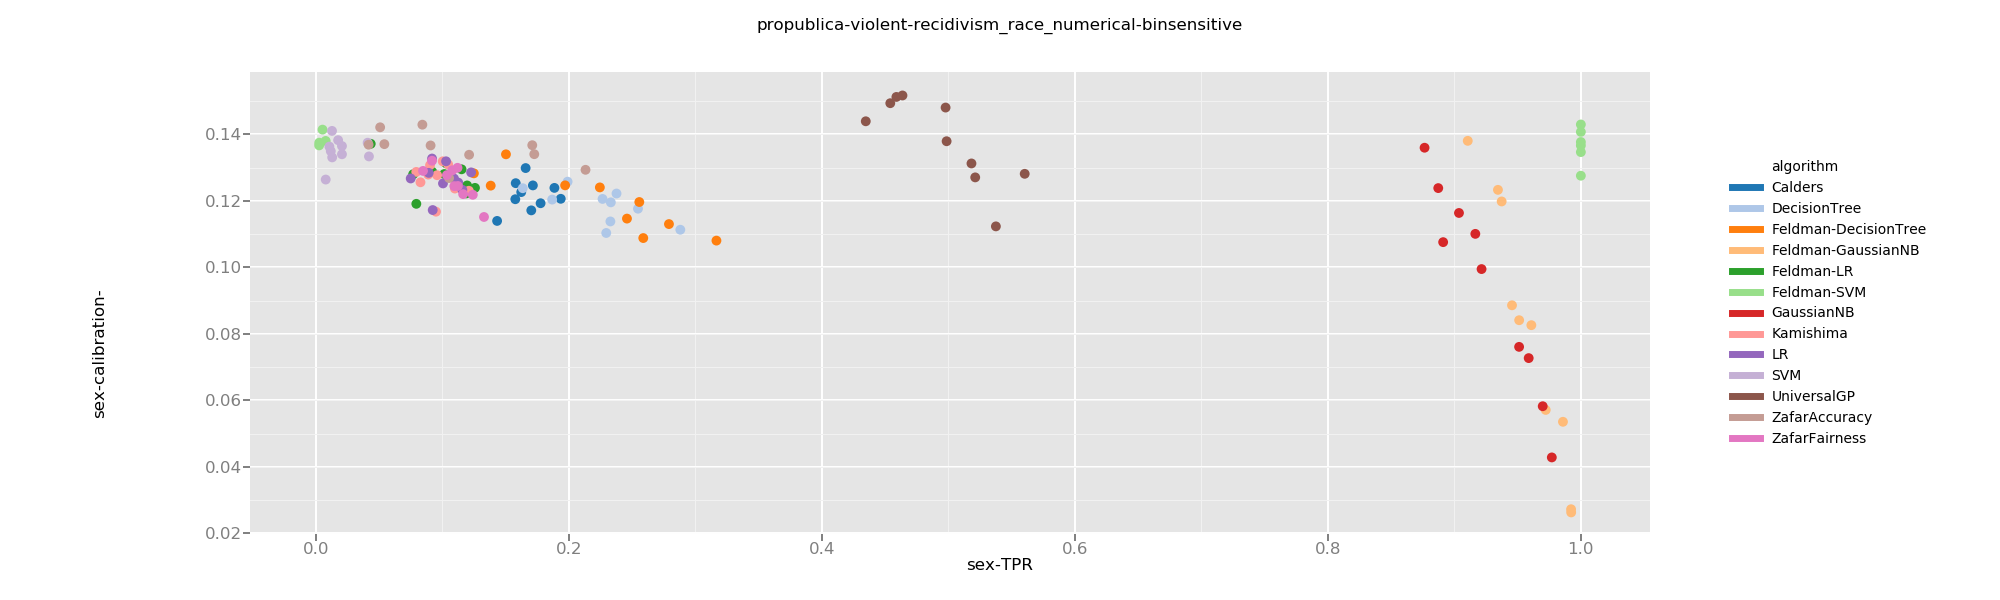 propublica-violent-recidivism_race_numerical-binsensitive
sex-calibration-
0.14
0.12
0.10
0.08
0.06
0.04
0.02
0.0
0.2
0.4
0.6
0.8
1.0
sex-TPR
algorithm
Calders
DecisionTree
Feldman-DecisionTree
Feldman-GaussianNB
Feldman-LR
Feldman-SVM
GaussianNB
Kamishima
LR
SVM
UniversalGP
ZafarAccuracy
ZafarFairness